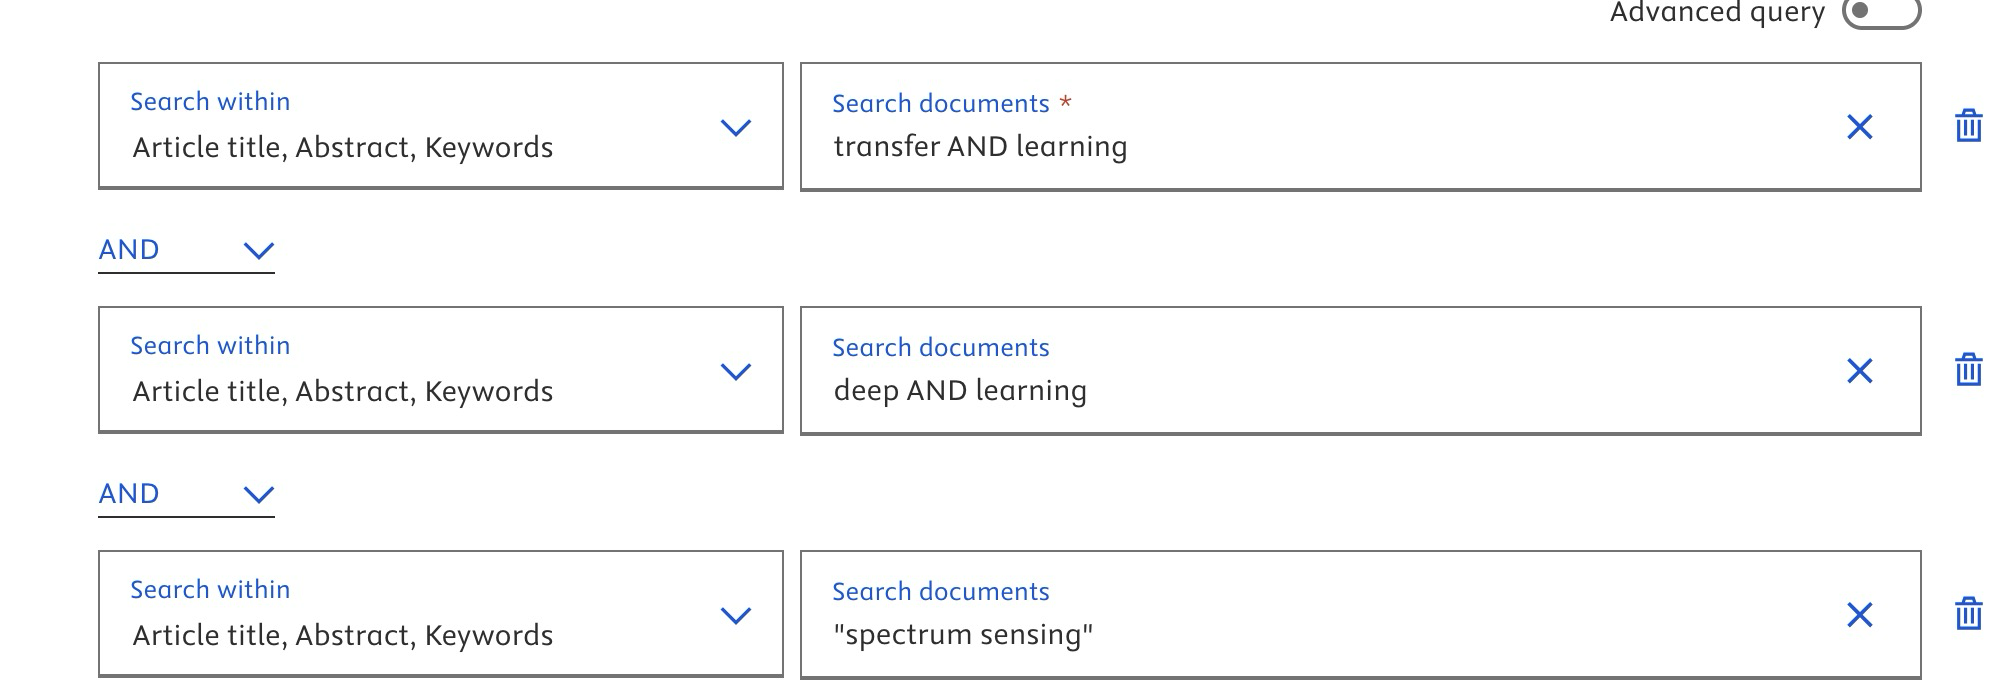 Advanced query
Search within
Article title, Abstract, Keywords
Search documents *
transfer AND learning
AND
Search within
Article title, Abstract, Keywords
Search documents
deep AND learning
AND
Search within
Article title, Abstract, Keywords
Search documents
"spectrum sensing"